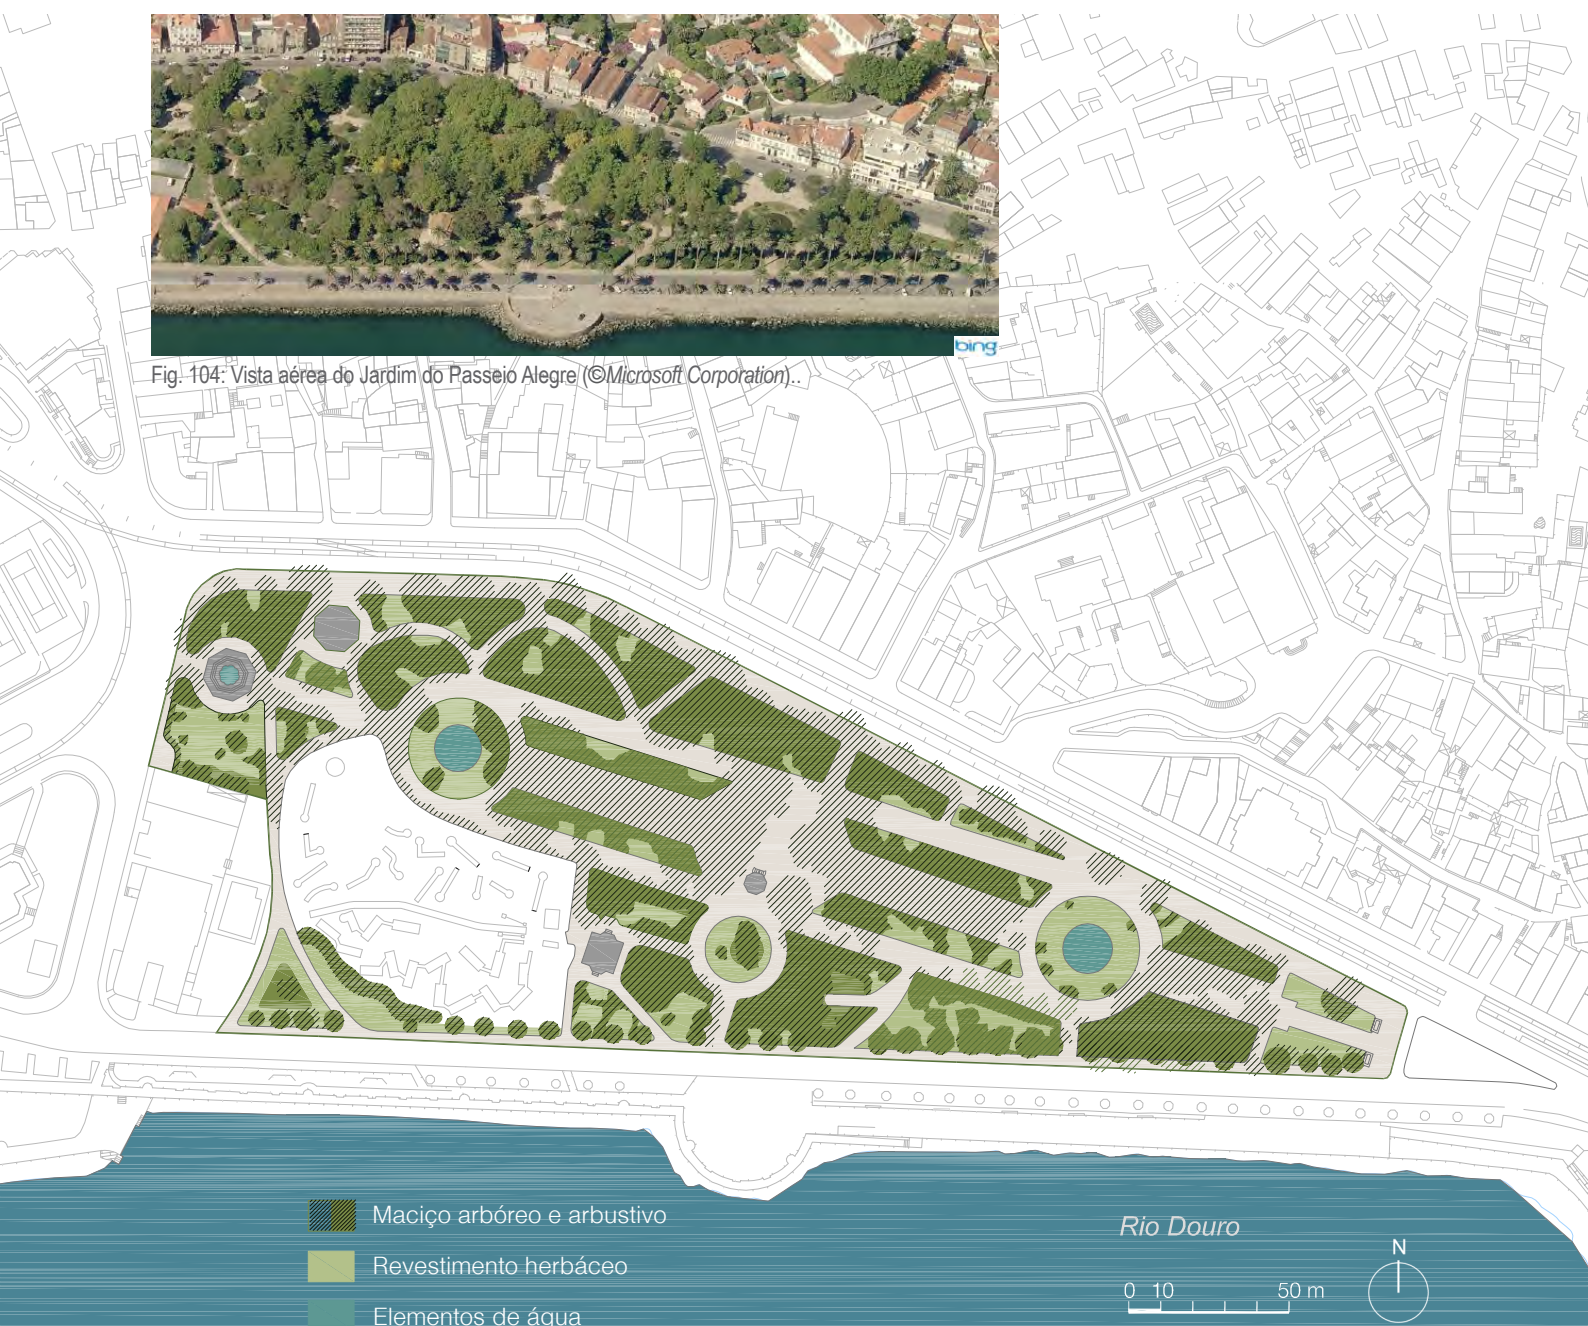 bing
Fig. 104: Vista aérea do Jardim do Passeio Alegre (©Microsoft Corporation)..
Maciço arbóreo e arbustivo
Revestimento herbáceo
Elementos de água
Rio Douro
N
0 10 50 m